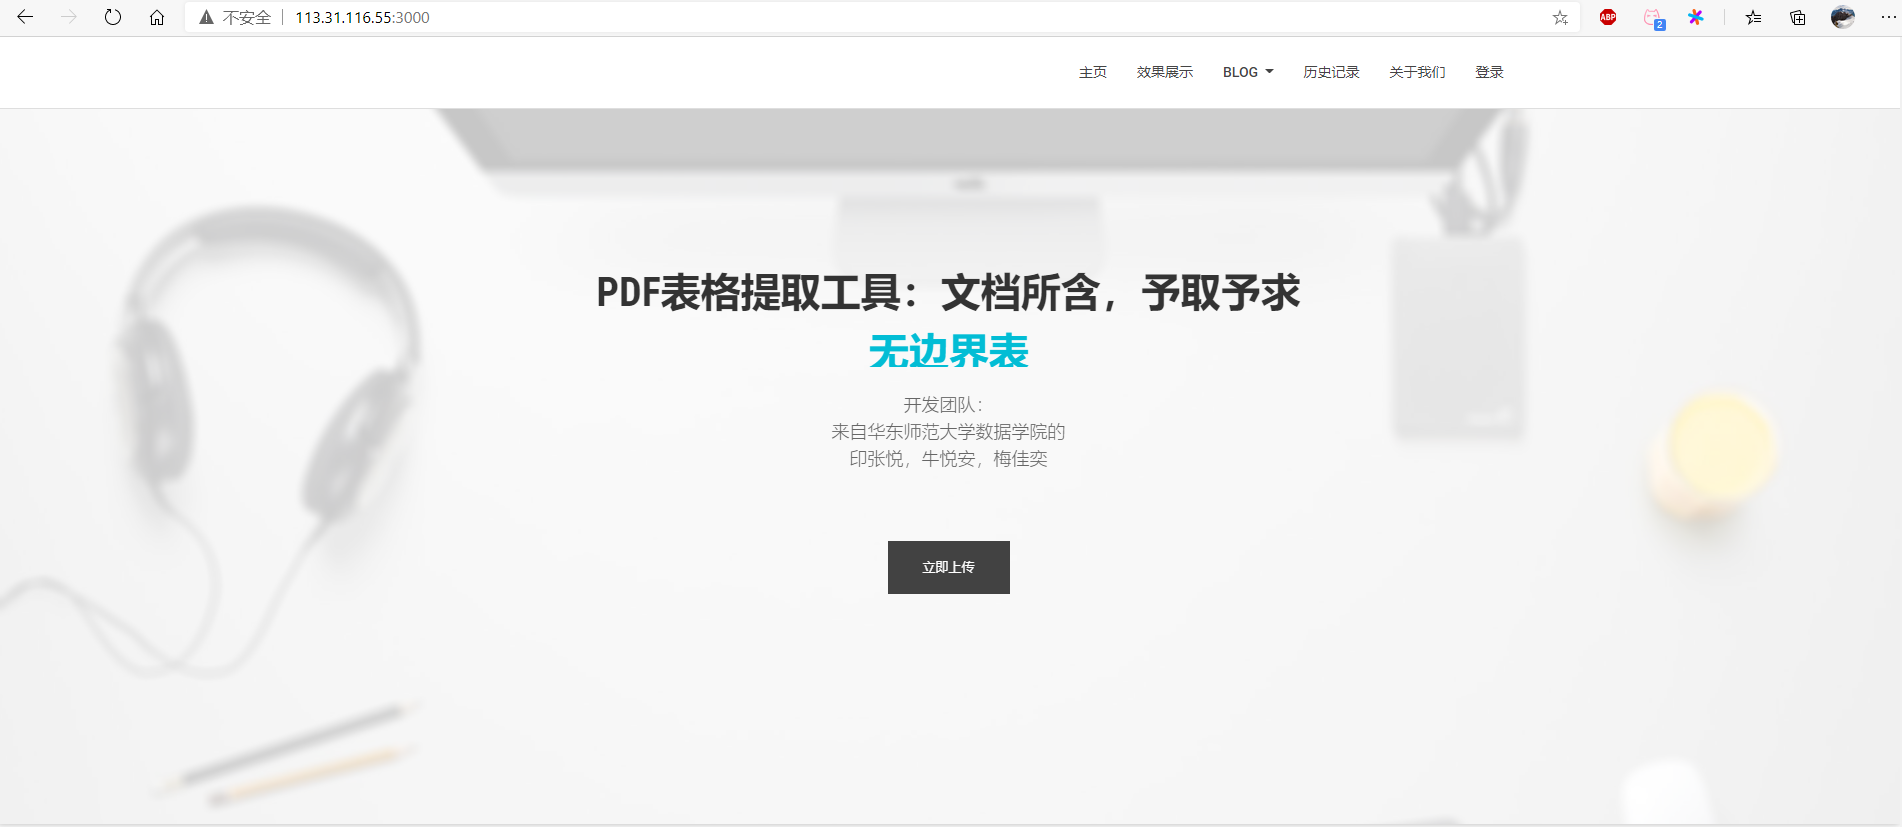 不安全 | 113.31.116.55:3000
ABP
2
主页 效果展示 BLOG 历史记录 关于我们 登录
PDF表格提取工具：文档所含，予取予求
无边界表
开发团队：
来自华东师范大学数据学院的
印张悦，牛悦安，梅佳奕
立即上传